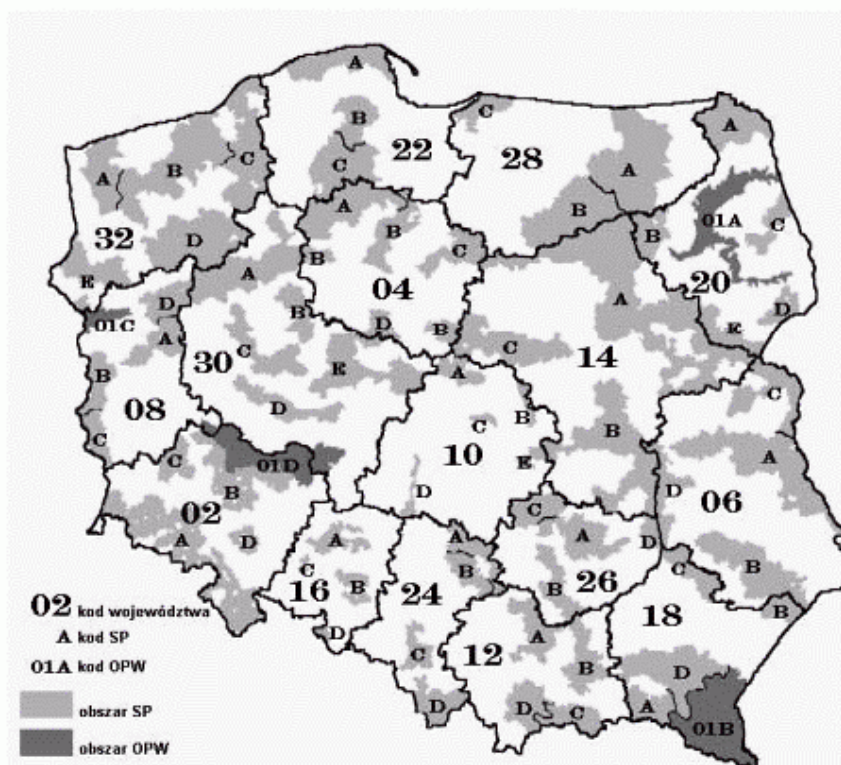 A
C
A
B
C
22
28
A
A
B
C
32
D
E
A
B
B
C
B
A
B
C
04
D
B
B
01A
C
20
D
E
01C
D
A
B
08
C
A
B
C
30
E
D
A
C
14
B
A
C
B
10
E
D
C
A
D
06
B
C
01D
B
02
A
D
A
C
16
B
D
A
B
24
C
D
C
A
D
26
B
C
18
B
D
A
01B
A
12
B
D
C
02 kod województwa
A kod SP
01A kod OPW
obszar SP
obszar OPW